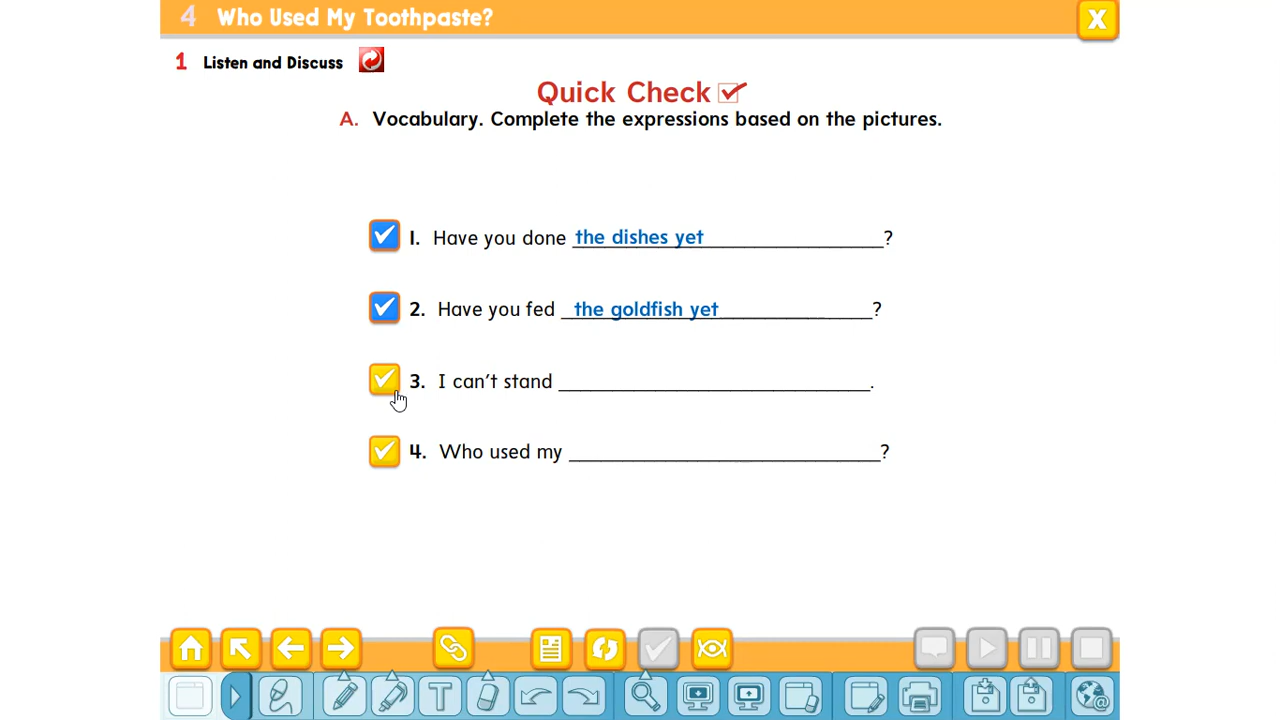 4 Who Used My Toothpaste?
X
1 Listen and Discuss
Quick Check
A. Vocabulary. Complete the expressions based on the pictures.
1. Have you done the dishes yet?
2. Have you fed the goldfish yet?
3. I can't stand ____________________.
4. Who used my ____________________?
T
@